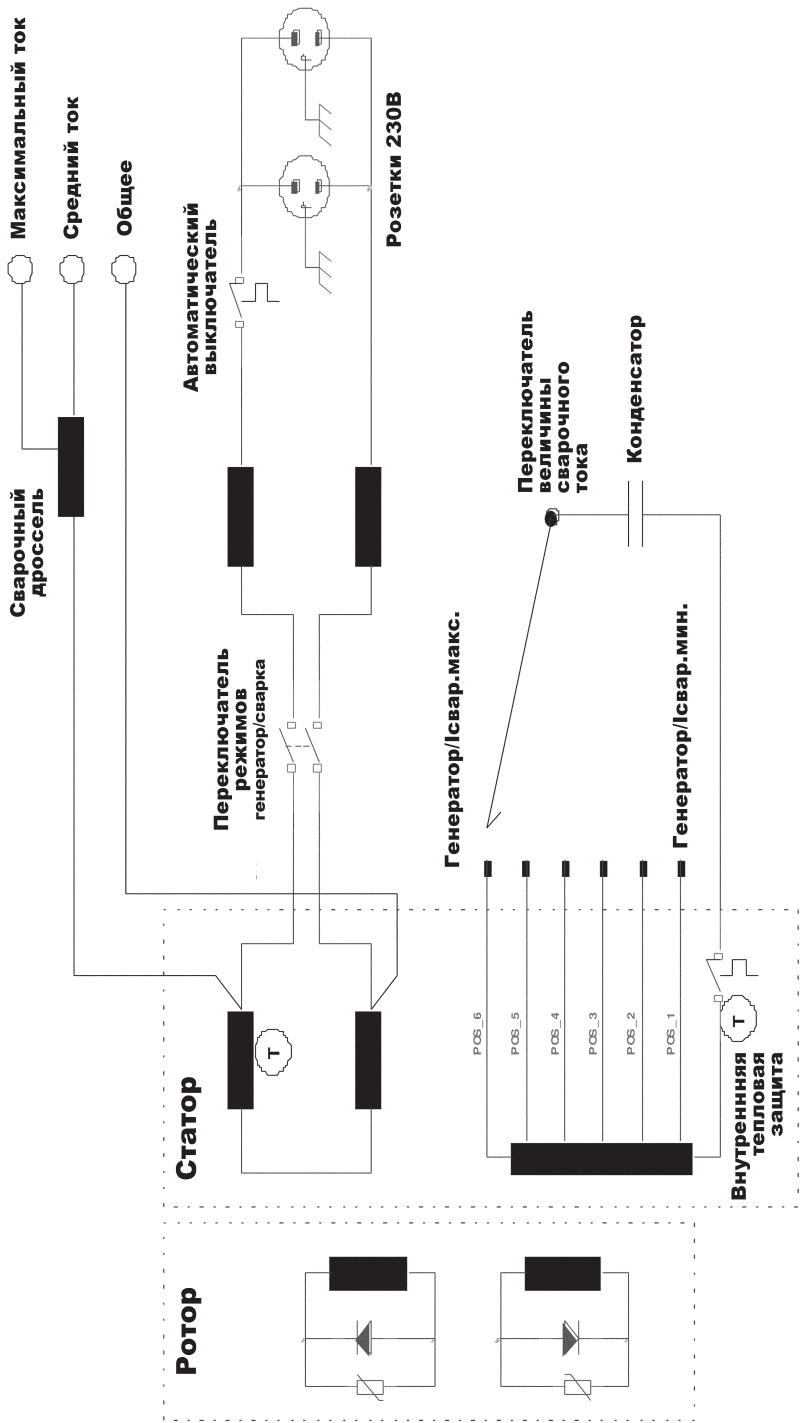 Ротор
Статор
T
POS_6
POS_5
POS_4
POS_3
POS_2
POS_1
T
Внутреннняя
тепловая
защита
Генератор/Iсвар.макс.
Генератор/Iсвар.мин.
Переключатель
режимов
генератор/сварка
Сварочный
дроссель
Переключатель
величины
сварочного
тока
Конденсатор
Автоматический
выключатель
Розетки 230В
Максимальный ток
Средний ток
Общее